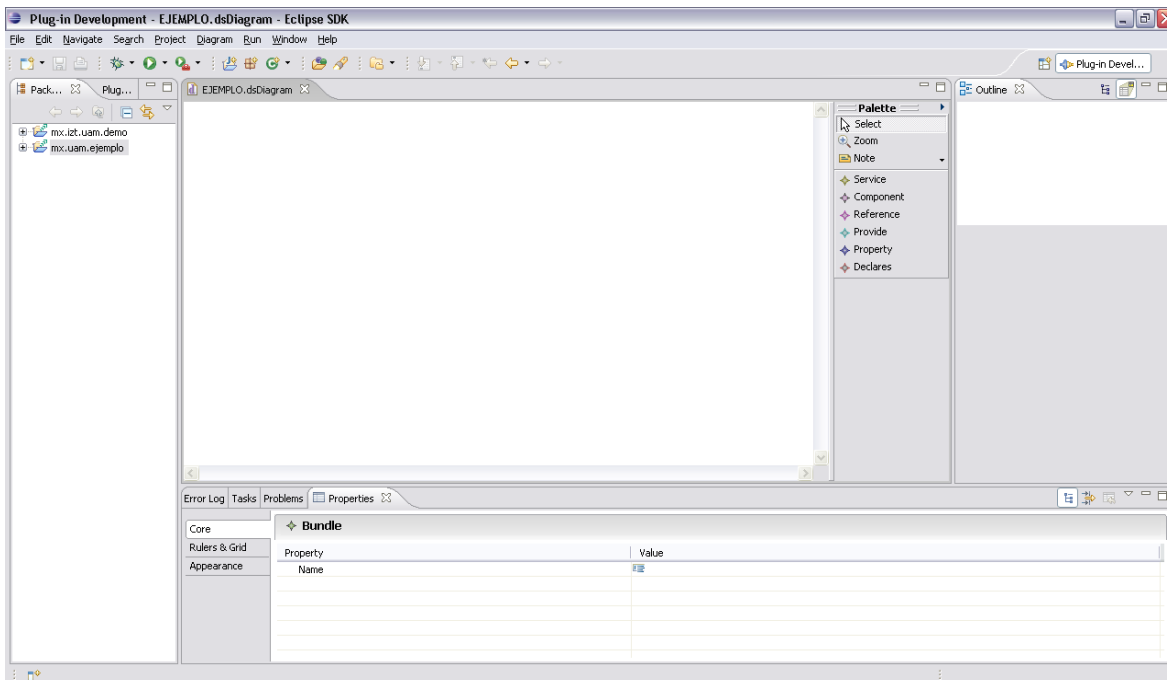 Plug-in Development - EJEMPLO.dsDiagram - Eclipse SDK
File Edit Navigate Search Project Diagram Run Window Help
Plug-in Devel...
Pack... Plug... EJEMPLO.dsDiagram Outline
mx.izt.uam.demo
mx.uam.ejemplo
Palette
Select
Zoom
Note
Service
Component
Reference
Provide
Property
Declares
Error Log Tasks Problems Properties
Core
Rulers & Grid
Appearance
Bundle
Property Value
Name